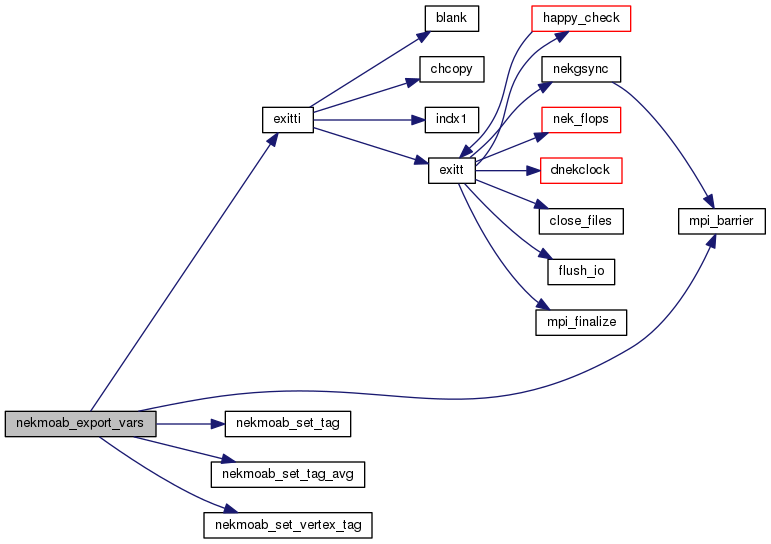 blank
happy_check
chcopy
nekgsync
exitti
indx1
nek_flops
exitt
dnekclock
close_files
mpi_barrier
flush_io
mpi_finalize
nekmoab_export_vars
nekmoab_set_tag
nekmoab_set_tag_avg
nekmoab_set_vertex_tag